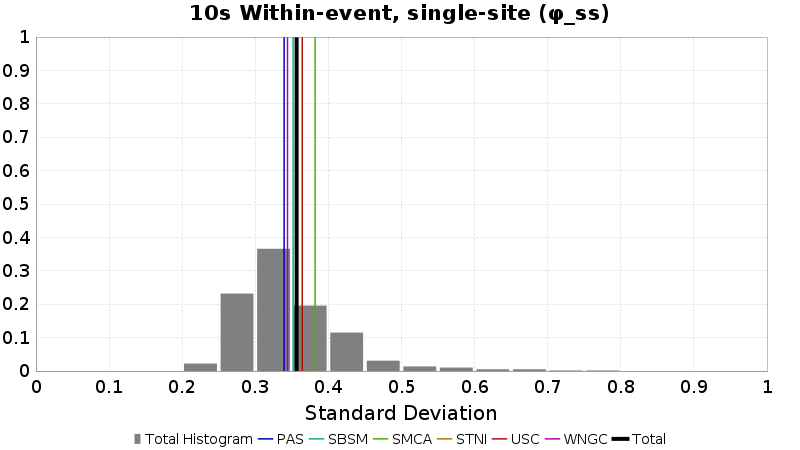 10s Within-event, single-site (φ_ss)
1
0.9
0.8
0.7
0.6
0.5
0.4
0.3
0.2
0.1
0
0 0.1 0.2 0.3 0.4 0.5 0.6 0.7 0.8 0.9 1
Standard Deviation
Total Histogram PAS SBSM SMCA STNI USC WNGC Total